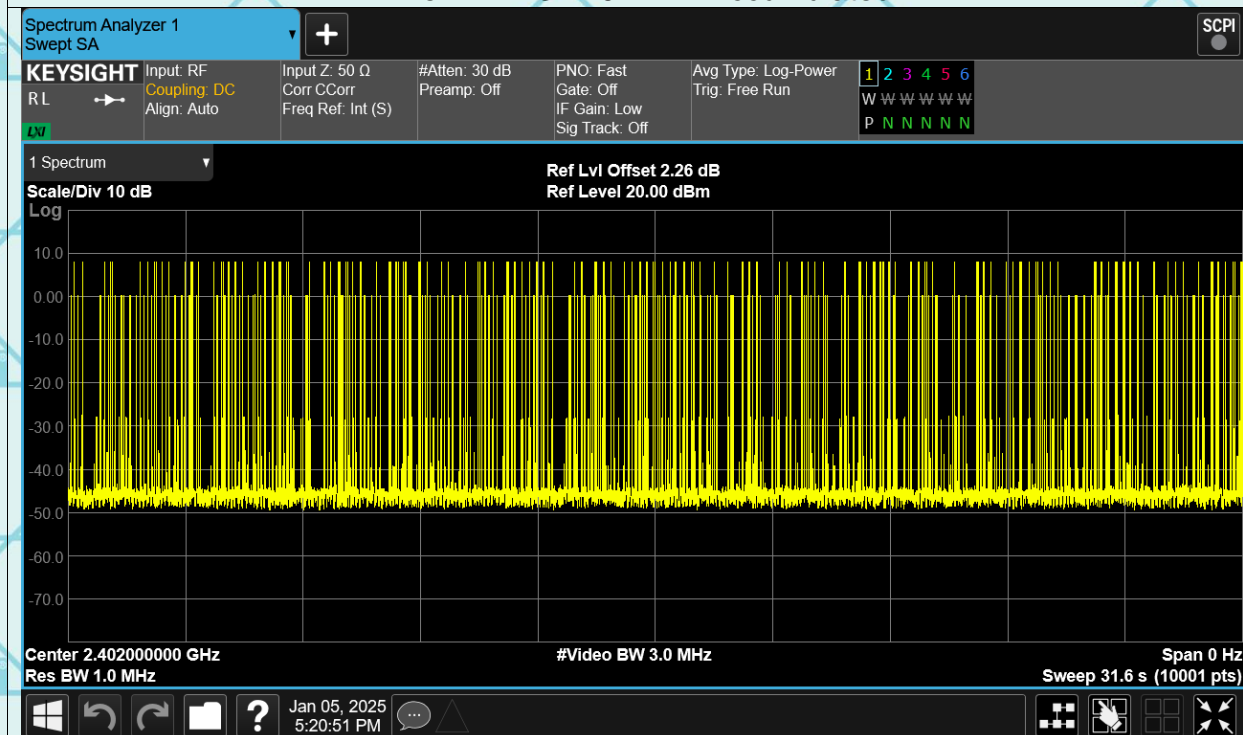 Spectrum Analyzer 1
Swept SA
+
SCPI
KEYSIGHT
R L
LXI
Input: RF
Coupling: DC
Align: Auto
Input Z: 50 Ω
Corr CCorr
Freq Ref: Int (S)
#Atten: 30 dB
Preamp: Off
PNO: Fast
Gate: Off
IF Gain: Low
Sig Track: Off
Avg Type: Log-Power
Trig: Free Run
1 2 3 4 5 6
W W W W W W
P N N N N N
1 Spectrum
Ref Lvl Offset 2.26 dB
Scale/Div 10 dB
Ref Level 20.00 dBm
Log
10.0
0.00
-10.0
-20.0
-30.0
-40.0
-50.0
-60.0
-70.0
Center 2.402000000 GHz
#Video BW 3.0 MHz
Span 0 Hz
Res BW 1.0 MHz
Sweep 31.6 s (10001 pts)
?
Jan 05, 2025
5:20:51 PM